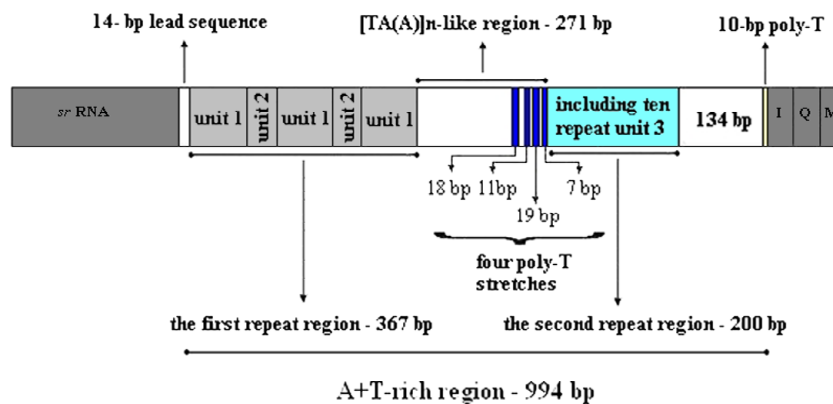 14- bp lead sequence
[TA(A)]n-like region - 271 bp
10-bp poly-T
sr RNA
unit 1
unit 2
unit 1
unit 2
unit 1
including ten
repeat unit 3
134 bp
I
Q
M
18 bp
11bp
7 bp
19 bp
four poly-T
stretches
the first repeat region - 367 bp
the second repeat region - 200 bp
A+T-rich region - 994 bp